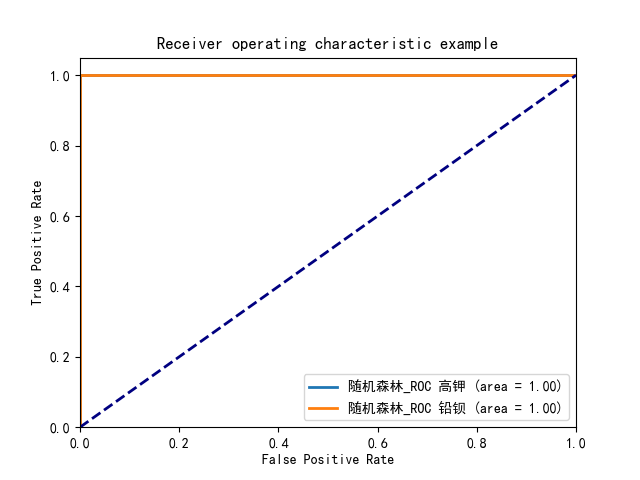 Receiver operating characteristic example
True Positive Rate
1.0
0.8
0.6
0.4
0.2
0.0
随机森林_ROC 高钾 (area = 1.00)
随机森林_ROC 铅钡 (area = 1.00)
0.0 0.2 0.4 0.6 0.8 1.0
False Positive Rate